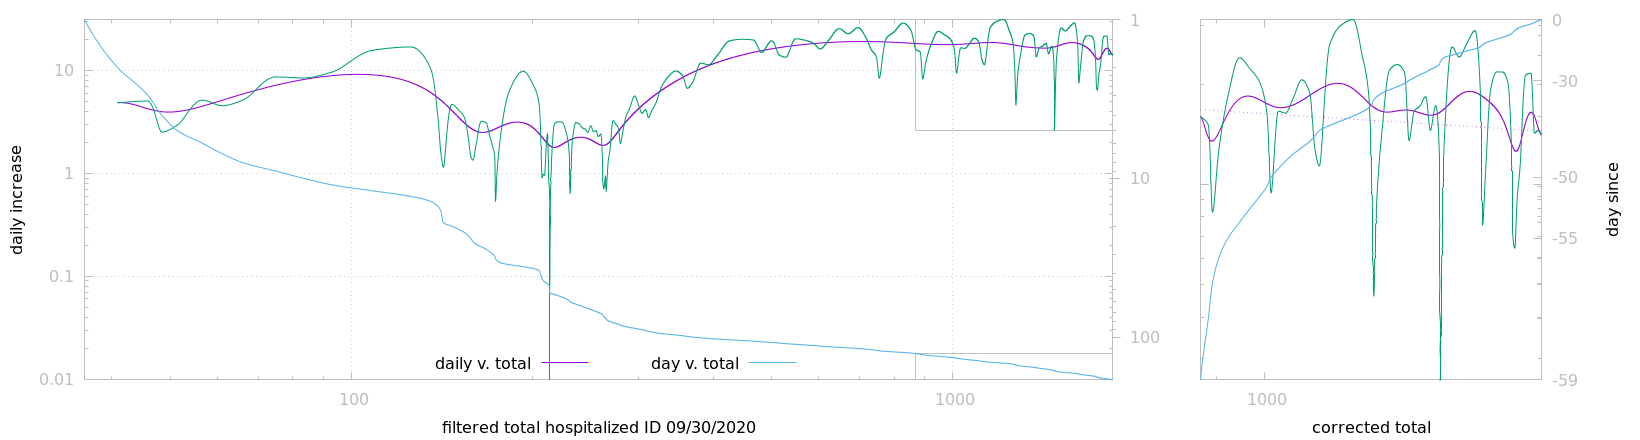 daily increase
10
1
0.1
0.01
100
1000
1
10
100
daily v. total
day v. total
filtered total hospitalized ID 09/30/2020
1000
corrected total
-0
-30
-50
-55
-59
day since